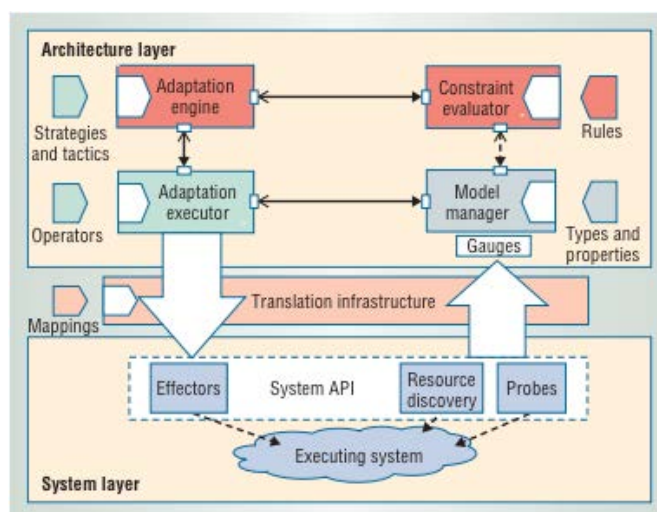 Architecture layer
Adaptation
engine
Constraint
evaluator
Strategies
and tactics
Rules
Adaptation
executor
Model
manager
Operators
Gauges
Types and
properties
Mappings
Translation infrastructure
Effectors
System API
Resource
discovery
Probes
Executing system
System layer